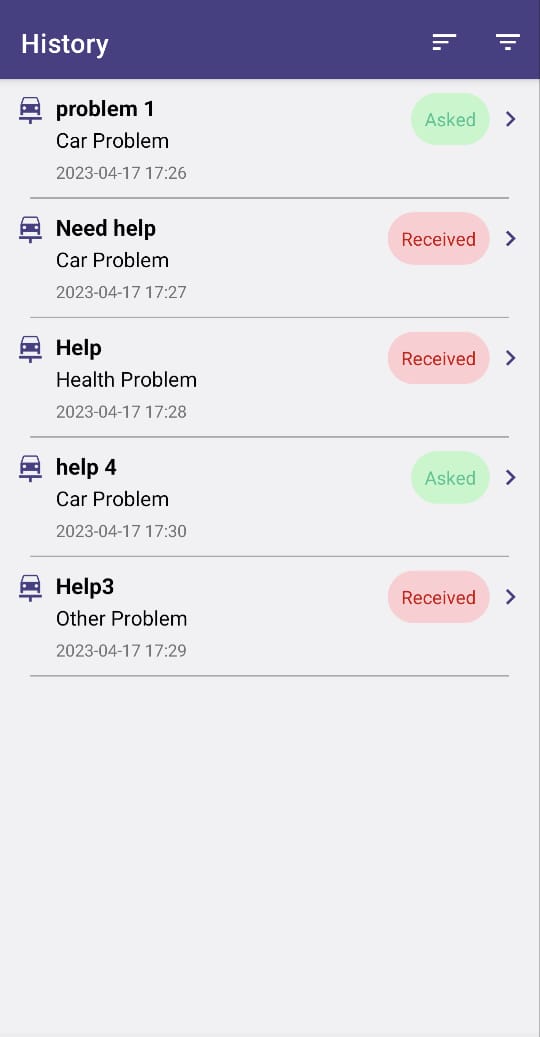 History
problem 1
Asked
Car Problem
2023-04-17 17:26
Need help
Received
Car Problem
2023-04-17 17:27
Help
Received
Health Problem
2023-04-17 17:28
help 4
Asked
Car Problem
2023-04-17 17:30
Help3
Received
Other Problem
2023-04-17 17:29